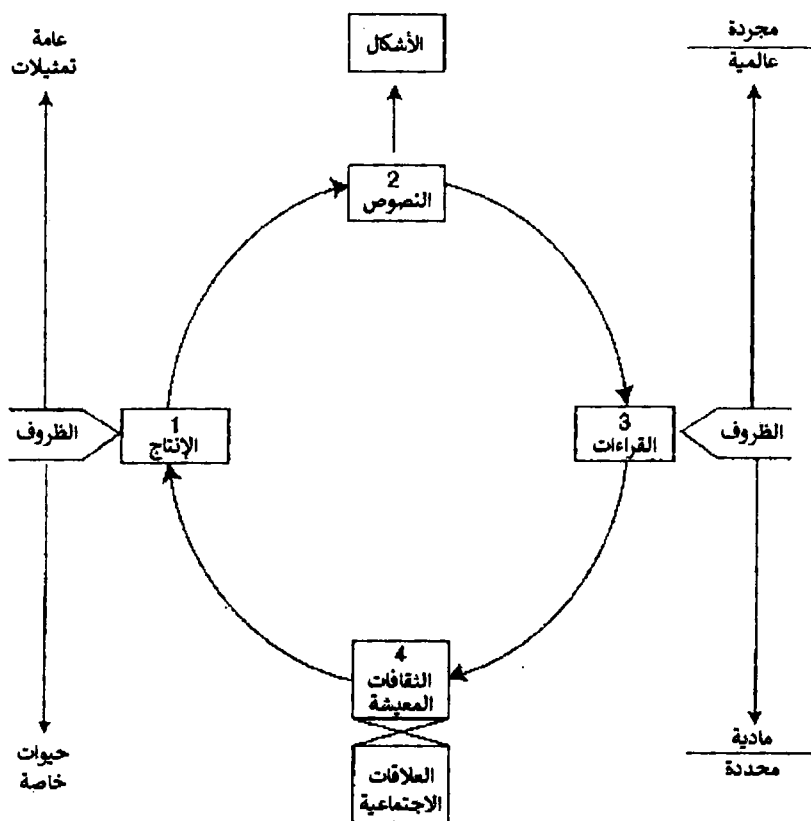 عامة
تمثيلات
الأشكال
مجردة
عالمية
2
النصوص
الظروف
1
الإنتاج
3
القراءات
الظروف
4
الثقافات
المعيشة
حيوات
خاصة
العلاقات
الاجتماعية
مادية
محددة